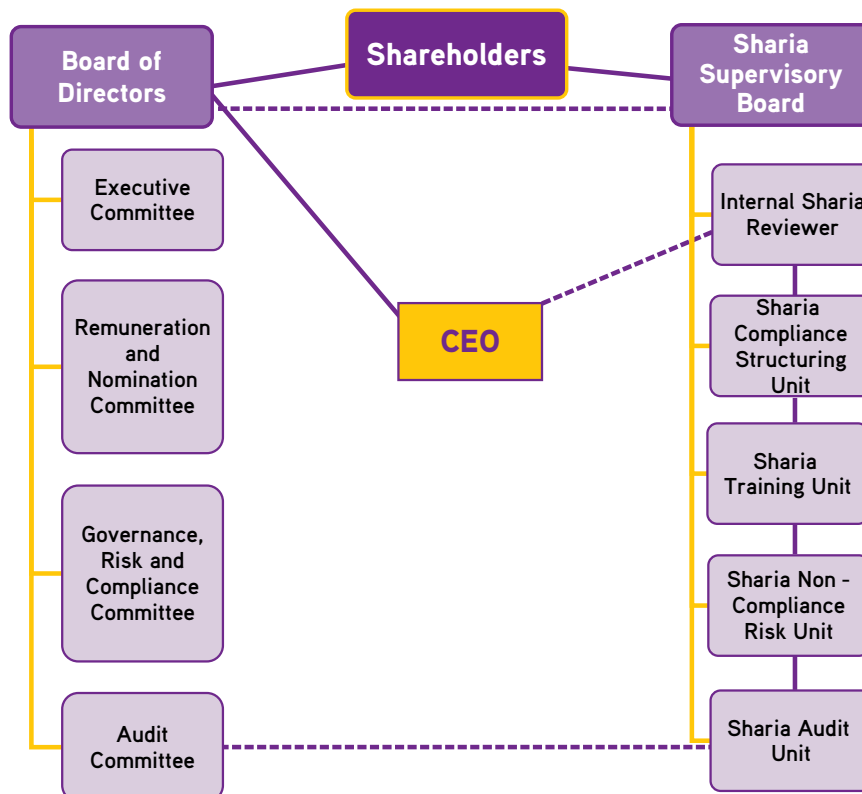 Shareholders
Board of
Directors
Sharia
Supervisory
Board
Executive
Committee
Remuneration
and
Nomination
Committee
Governance,
Risk and
Compliance
Committee
Audit
Committee
CEO
Internal Sharia
Reviewer
Sharia
Compliance
Structuring
Unit
Sharia
Training Unit
Sharia Non -
Compliance
Risk Unit
Sharia Audit
Unit